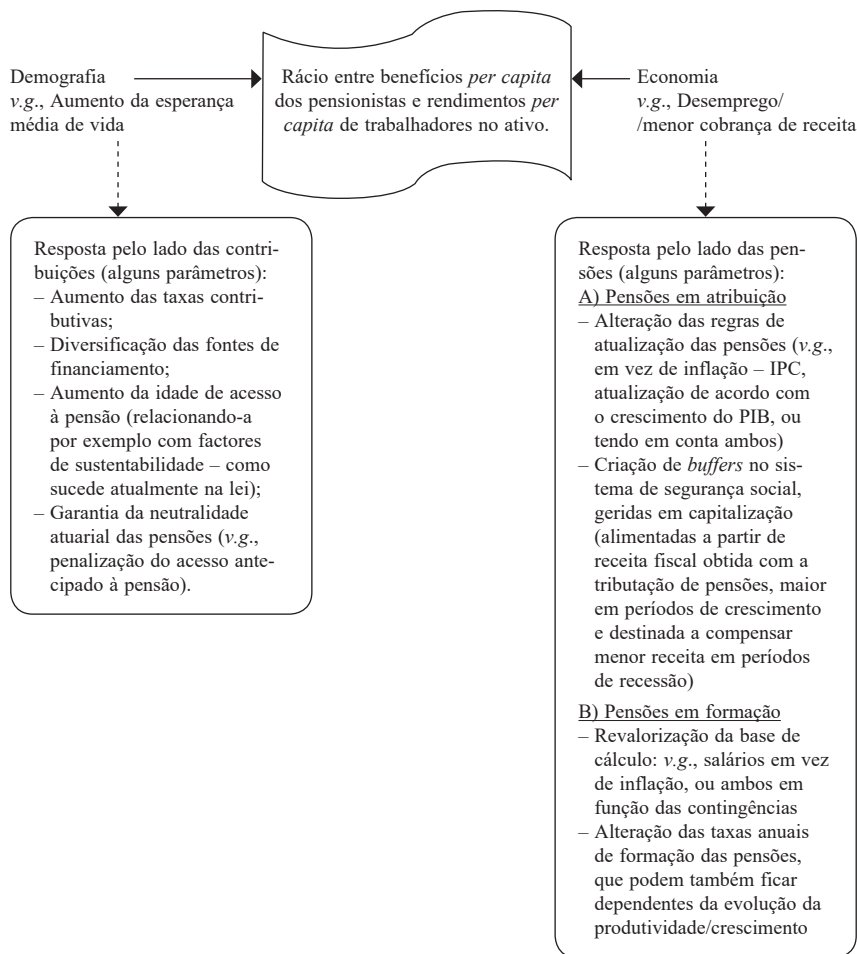 Demografia
v.g., Aumento da esperança
média de vida
Rácio entre benefícios per capita
dos pensionistas e rendimentos per
capita de trabalhadores no ativo.
Economia
v.g., Desemprego/
/menor cobrança de receita
Resposta pelo lado das contri-
buições (alguns parâmetros):
– Aumento das taxas contri-
butivas;
– Diversificação das fontes de
financiamento;
– Aumento da idade de acesso
à pensão (relacionando-a
por exemplo com factores
de sustentabilidade – como
sucede atualmente na lei);
– Garantia da neutralidade
atuarial das pensões (v.g.,
penalização do acesso ante-
cipado à pensão).
Resposta pelo lado das pen-
sões (alguns parâmetros):
A) Pensões em atribuição
– Alteração das regras de
atualização das pensões (v.g.,
em vez de inflação – IPC,
atualização de acordo com
o crescimento do PIB, ou
tendo em conta ambos)
– Criação de buffers no sis-
tema de segurança social,
geridas em capitalização
(alimentadas a partir de
receita fiscal obtida com a
tributação de pensões, maior
em períodos de crescimento
e destinada a compensar
menor receita em períodos
de recessão)
B) Pensões em formação
– Revalorização da base de
cálculo: v.g., salários em vez
de inflação, ou ambos em
função das contingências
– Alteração das taxas anuais
de formação das pensões,
que podem também ficar
dependentes da evolução da
produtividade/crescimento